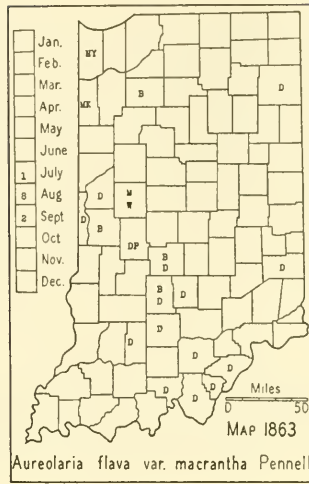 Jan.
Feb.
Mar.
Apr.
May
June
1 July
8 Aug
2 Sept
Oct
Nov.
Dec.
MY
B D
MK
D M
W
D B
DP B
D D
B D
D
D
D D
D
D D D
Miles
50
MAP 1863
Aureolaria flava var. macrantha Pennell